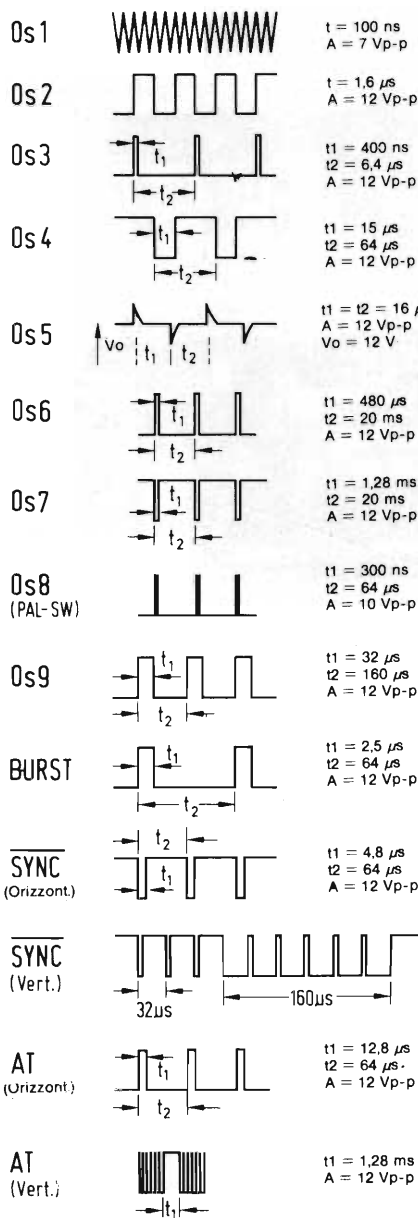 Os1
t = 100 ns
A = 7 Vp-p
Os2
t = 1,6 µs
A = 12 Vp-p
Os3
t1
t2
t1 = 400 ns
t2 = 6,4 µs
A = 12 Vp-p
Os4
t1
t2
t1 = 15 µs
t2 = 64 µs
A = 12 Vp-p
Os5
Vo
t1 t2
t1 = t2 = 16 µ
A = 12 Vp-p
Vo = 12 V
Os6
t1
t2
t1 = 480 µs
t2 = 20 ms
A = 12 Vp-p
Os7
t1
t2
t1 = 1,28 ms
t2 = 20 ms
A = 12 Vp-p
Os8
(PAL-SW)
t1 = 300 ns
t2 = 64 µs
A = 10 Vp-p
Os9
t1
t2
t1 = 32 µs
t2 = 160 µs
A = 12 Vp-p
BURST
t1
t2
t1 = 2,5 µs
t2 = 64 µs
A = 12 Vp-p
SYNC
(Orizzont.)
t2
t1
t1 = 4,8 µs
t2 = 64 µs
A = 12 Vp-p
SYNC
(Vert.)
32µs
160µs
AT
(Orizzont.)
t1
t2
t1 = 12,8 µs
t2 = 64 µs
A = 12 Vp-p
AT
(Vert.)
t1
t1 = 1,28 ms
A = 12 Vp-p